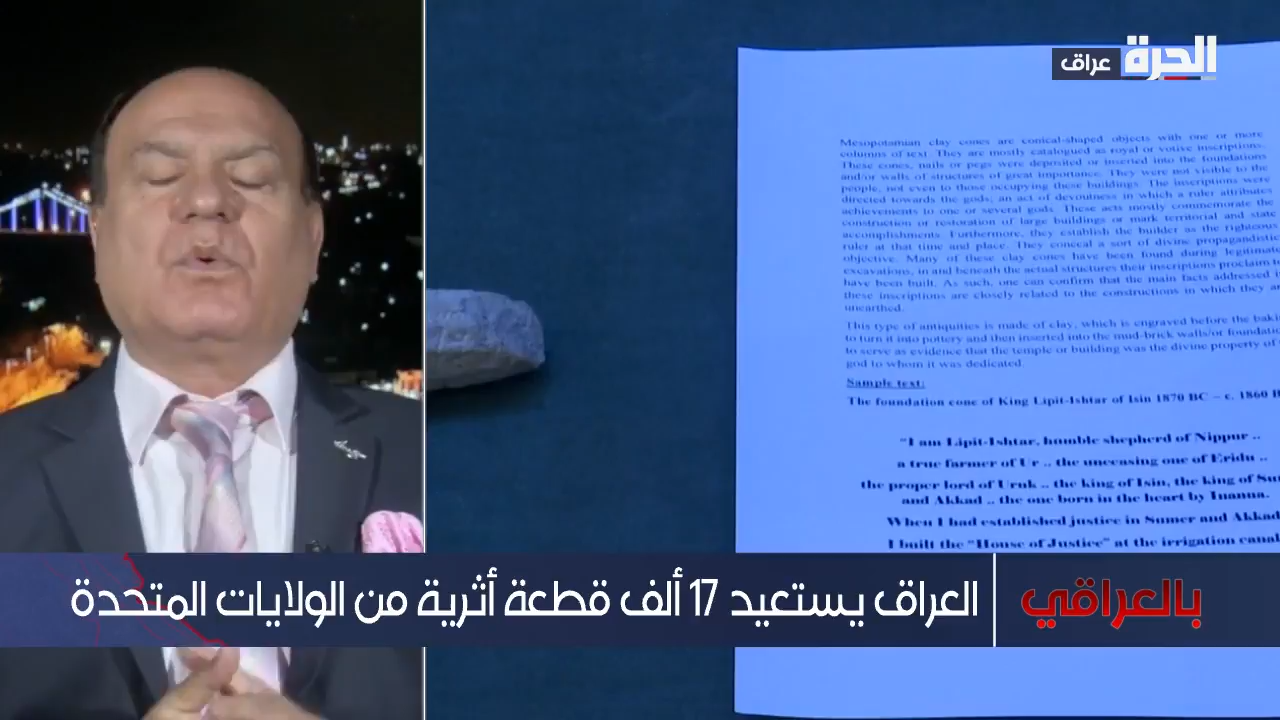 الحرة
عراق
Mesopotamian clay cones are conical-shaped objects with one or more
columns of text. They are mostly catalogued as royal or votive inscriptions.
These cones, nails or pegs were deposited or inserted into the foundations
and/or walls of structures of great importance. They were not visible to the
people, not even to those occupying these buildings. The inscriptions were
directed towards the gods; an act of devoutness in which a ruler attributes
achievements to one or several gods. These acts mostly commemorate the
construction or restoration of large buildings or mark territorial and state
accomplishments. Furthermore, they establish the builder as the righteous
ruler at that time and place. They conceal a sort of divine propagandistic
objective. Many of these clay cones have been found during legitimate
excavations, in and beneath the actual structures their inscriptions proclaim to
have been built. As such, one can confirm that the main facts addressed
these inscriptions are closely related to the constructions in which they
unearthed.
This type of antiquities is made of clay, which is engraved before the
to turn it into pottery and then inserted into the mud-brick walls/or
to serve as evidence that the temple or building was the divine property of
god to whom it was dedicated.
Sample text:
The foundation cone of King Lipit-Ishtar of Isin 1870 BC – c. 1860
"I am Lipit-Ishtar, humble shepherd of Nippur ..
a true farmer of Ur .. the unceasing one of Eridu ..
the proper lord of Uruk .. the king of Isin, the king of
and Akkad .. the one born in the heart by Inanna.
When I had established justice in Sumer and Akkad
I built the "House of Justice" at the irrigation canal
بالعراقي
العراق يستعيد 17 ألف قطعة أثرية من الولايات المتحدة